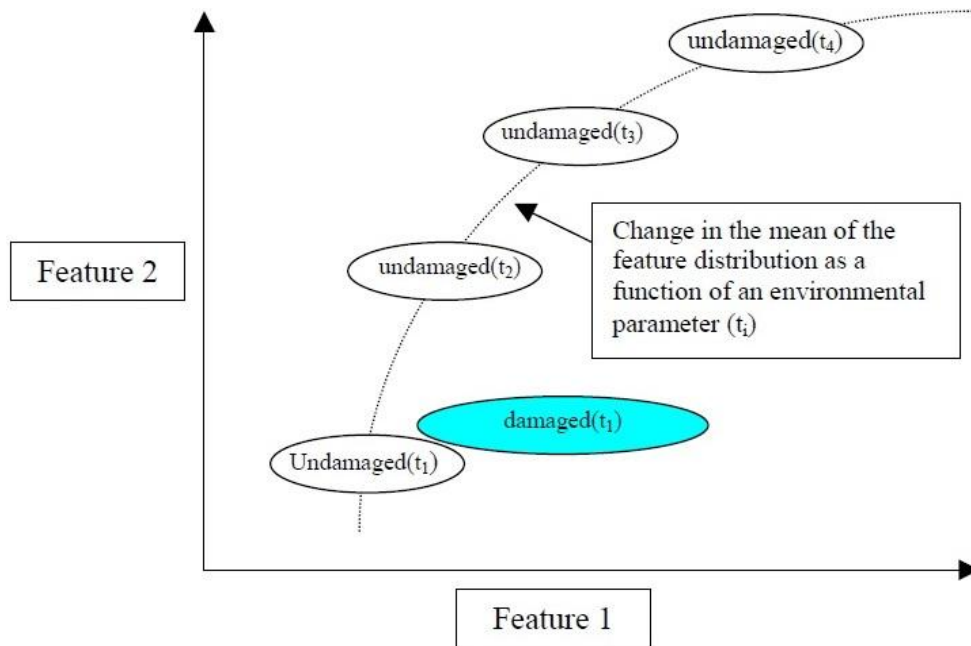 undamaged(t₄)
undamaged(t₃)
Change in the mean of the
feature distribution as a
function of an environmental
parameter (tᵢ)
Feature 2
undamaged(t₂)
damaged(t₁)
Undamaged(t₁)
Feature 1